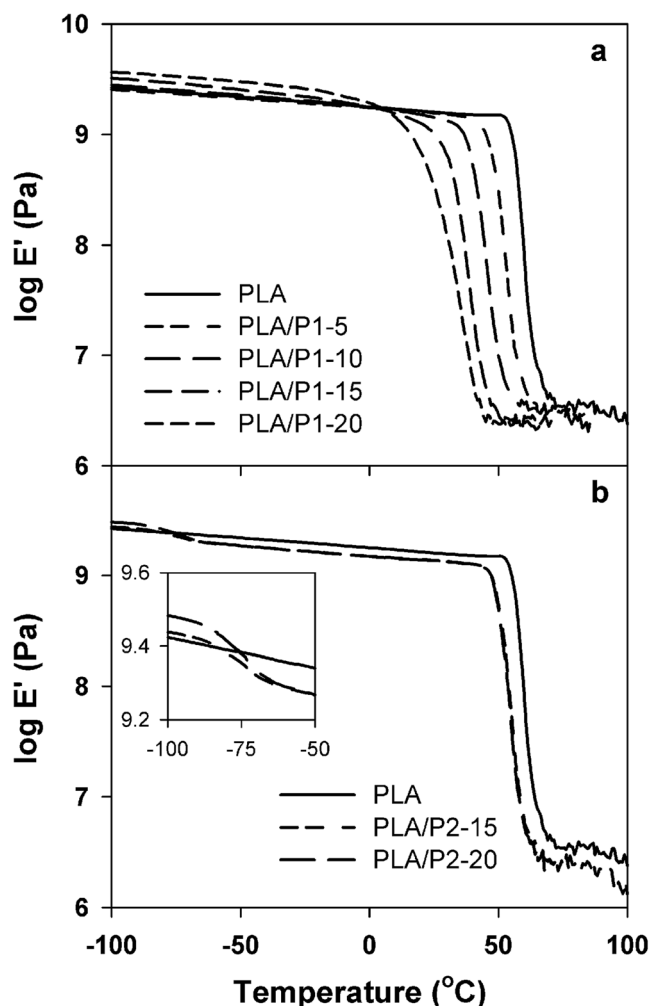 10
a
9
log E' (Pa)
8
PLA
PLA/P1-5
PLA/P1-10
PLA/P1-15
PLA/P1-20
7
6
b
9
9.6
9.4
9.2
-100 -75 -50
log E' (Pa)
8
PLA
PLA/P2-15
PLA/P2-20
7
6
-100 -50 0 50 100
Temperature (°C)